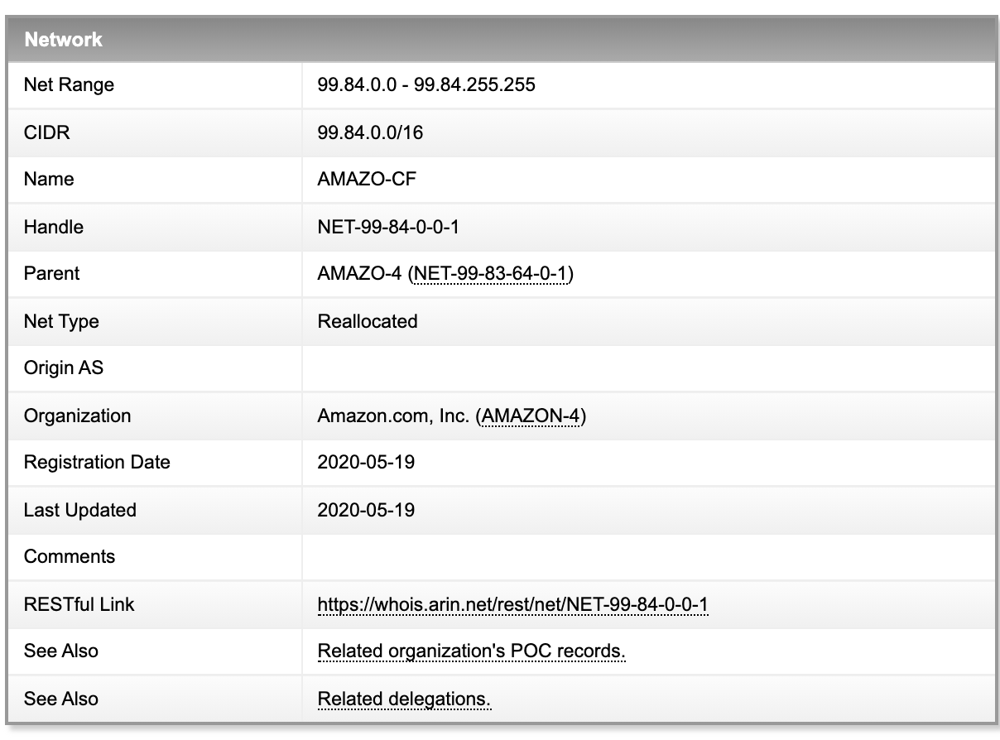 Network
Net Range 99.84.0.0 - 99.84.255.255
CIDR 99.84.0.0/16
Name AMAZO-CF
Handle NET-99-84-0-0-1
Parent AMAZO-4 (NET-99-83-64-0-1)
Net Type Reallocated
Origin AS
Organization Amazon.com, Inc. (AMAZON-4)
Registration Date 2020-05-19
Last Updated 2020-05-19
Comments
RESTful Link https://whois.arin.net/rest/net/NET-99-84-0-0-1
See Also Related organization's POC records.
See Also Related delegations.